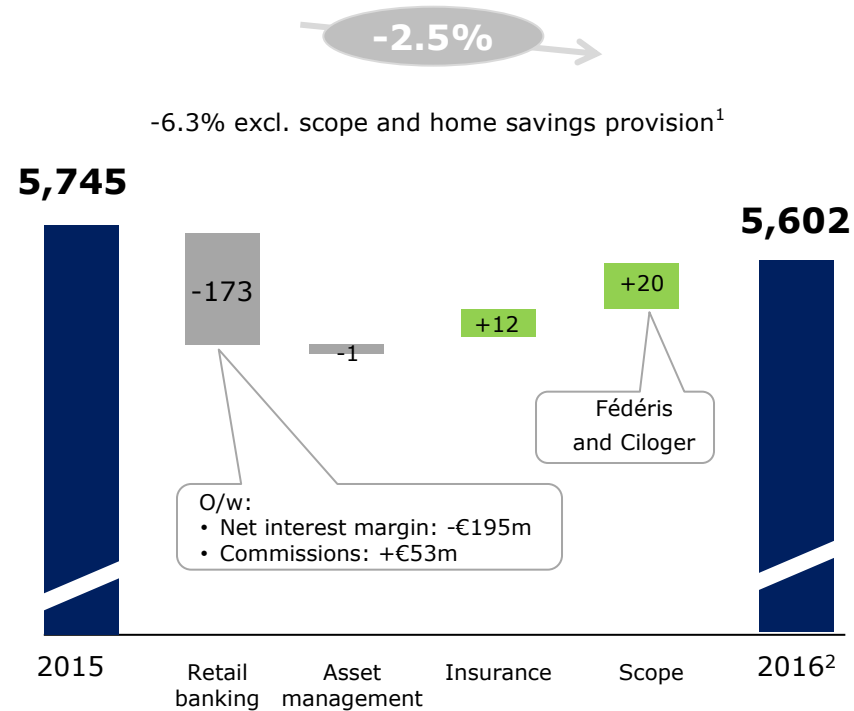 -2.5%
-6.3% excl. scope and home savings provision¹
5,745
5,602
-173
-1
+12
+20
Fédéris
and Ciloger
O/w:
• Net interest margin: -€195m
• Commissions: +€53m
2015
Retail
banking
Asset
management
Insurance
Scope
2016²